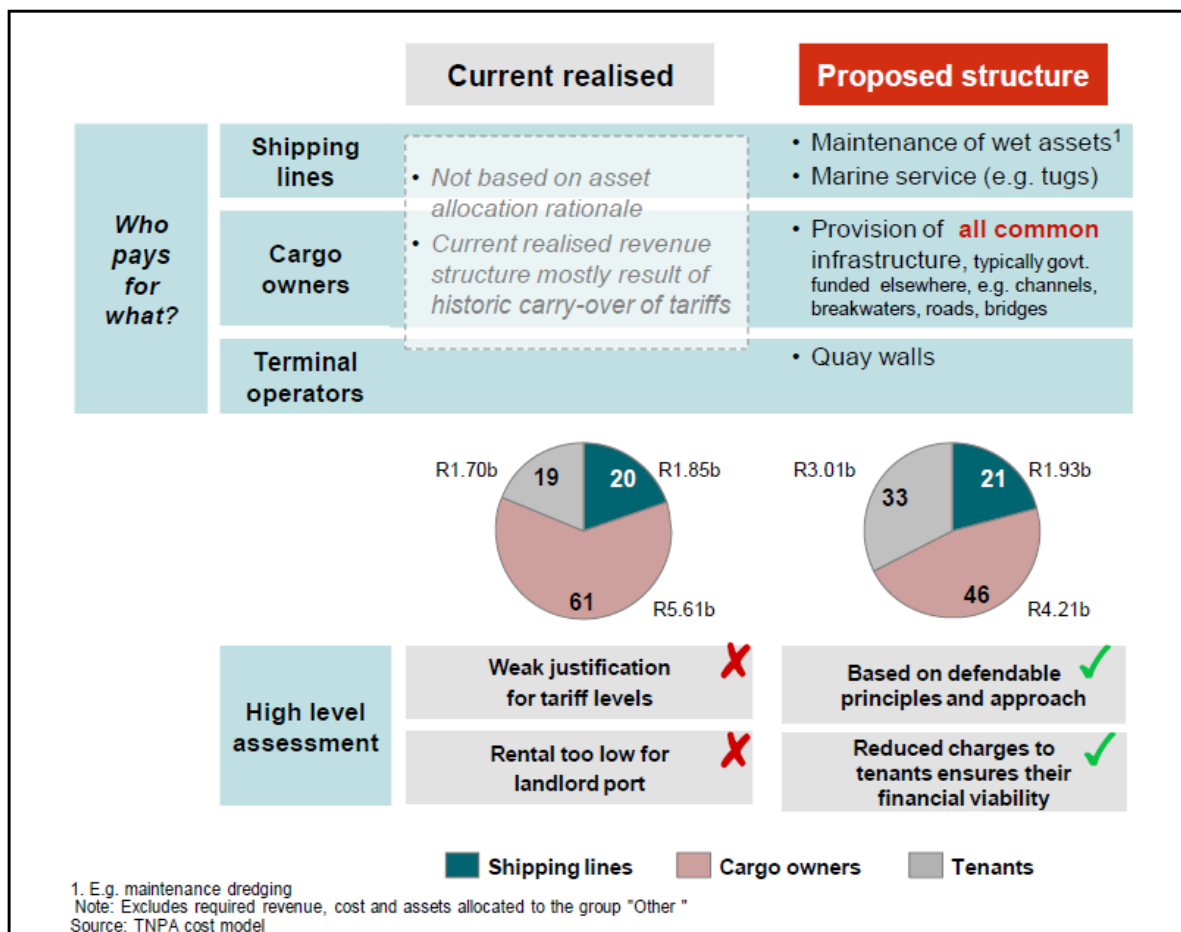 Current realised
Proposed structure
Who
pays
for
what?
Shipping
lines
• Maintenance of wet assets1
• Marine service (e.g. tugs)
• Not based on asset
allocation rationale
• Current realised revenue
structure mostly result of
historic carry-over of tariffs
Cargo
owners
• Provision of all common
infrastructure, typically govt.
funded elsewhere, e.g. channels,
breakwaters, roads, bridges
Terminal
operators
• Quay walls
R1.70b
19
20
R1.85b
61
R5.61b
R3.01b
33
21
R1.93b
46
R4.21b
High level
assessment
Weak justification
for tariff levels
Based on defendable
principles and approach
Rental too low for
landlord port
Reduced charges to
tenants ensures their
financial viability
Shipping lines
Cargo owners
Tenants
1. E.g. maintenance dredging
Note: Excludes required revenue, cost and assets allocated to the group "Other "
Source: TNPA cost model